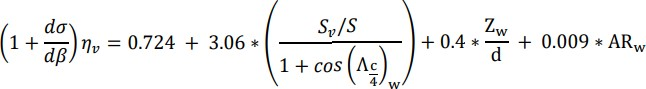 (1 + dσ/dβ) η_v = 0.724 + 3.06 * ( (S_v/S) / (1 + cos(Λ_{c/4})_w) ) + 0.4 * Z_w/d + 0.009 * AR_w